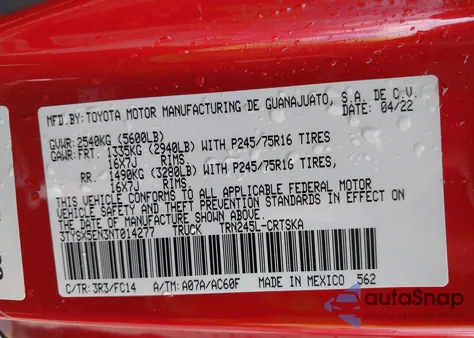 MFD.BY: TOYOTA MOTOR MANUFACTURING DE GUANAJUATO, S.A. DE C.V.
04/22
GVWR: 2540KG (5600LB)
GAWR: FRT. 1335KG (2940LB) WITH P245/75R16 TIRES
16X7J RIMS,
RR. 1490KG (3280LB) WITH P245/75R16 TIRES,
16X7J RIMS.
THIS VEHICLE CONFORMS TO ALL APPLICABLE FEDERAL MOTOR
VEHICLE SAFETY AND THEFT PREVENTION STANDARDS IN EFFECT
ON THE DATE OF MANUFACTURE SHOWN ABOVE.
3TYSX5EN3NT014277 TRUCK TRN245L-CRTSKA
C/TR: 3R3/FC14 A/TM: A07A/AC60F MADE IN MEXICO 562
autoSnap